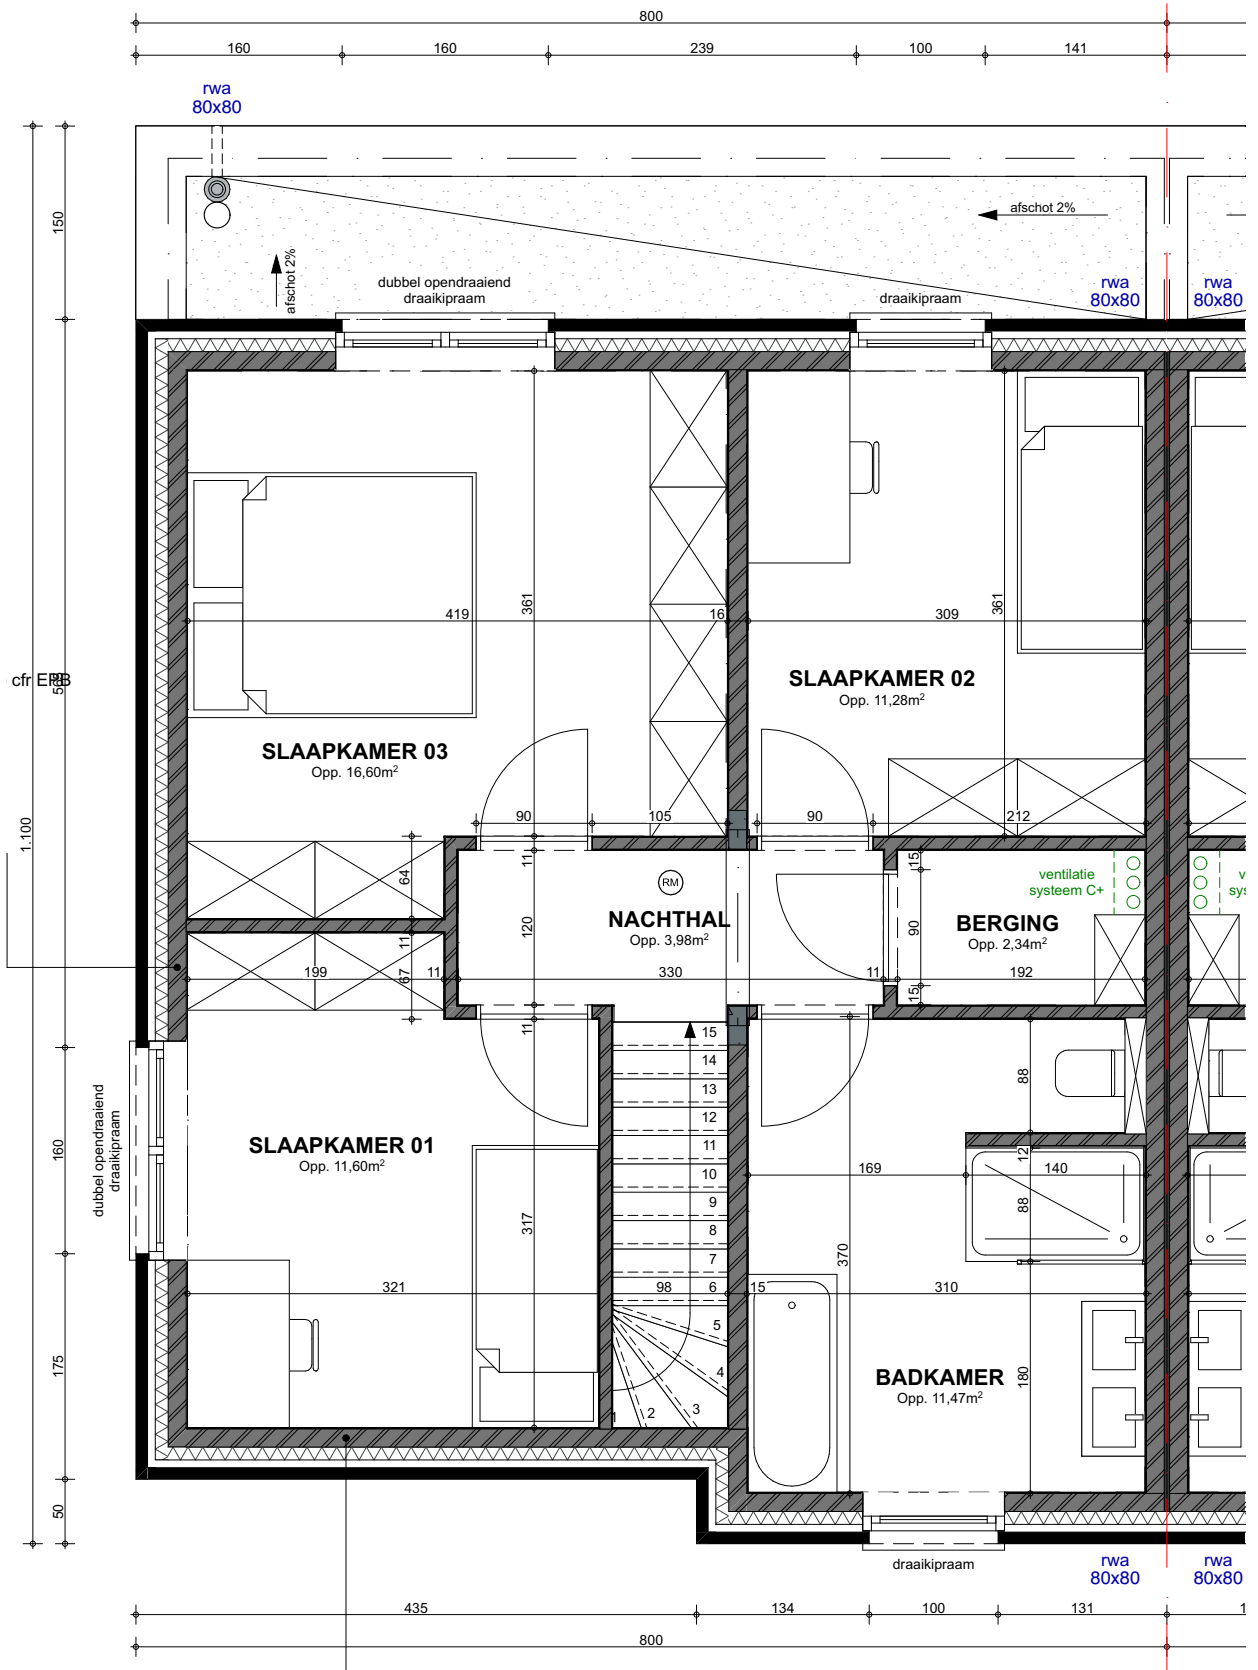 800
160
160
239
100
141
rwa
80x80
150
afschot 2%
afschot 2%
dubbel opendraaiend
draaikipraam
draaikipraam
rwa
80x80
rwa
80x80
419
361
16
309
361
cfr EPB
SLAAPKAMER 02
Opp. 11,28m²
SLAAPKAMER 03
Opp. 16,60m²
1.100
90
105
90
212
11
64
15
RM
ventilatie
systeem C+
v
sys
NACHTHAL
Opp. 3,98m²
BERGING
Opp. 2,34m²
120
90
11
67
199
11
330
11
192
15
11
15
14
13
12
11
10
9
8
7
6
5
4
3
2
1
88
dubbel opendraaiend
draaikipraam
160
SLAAPKAMER 01
Opp. 11,60m²
12
169
140
88
317
370
321
98
15
310
175
BADKAMER
Opp. 11,47m²
180
50
draaikipraam
rwa
80x80
rwa
80x80
435
134
100
131
1
800